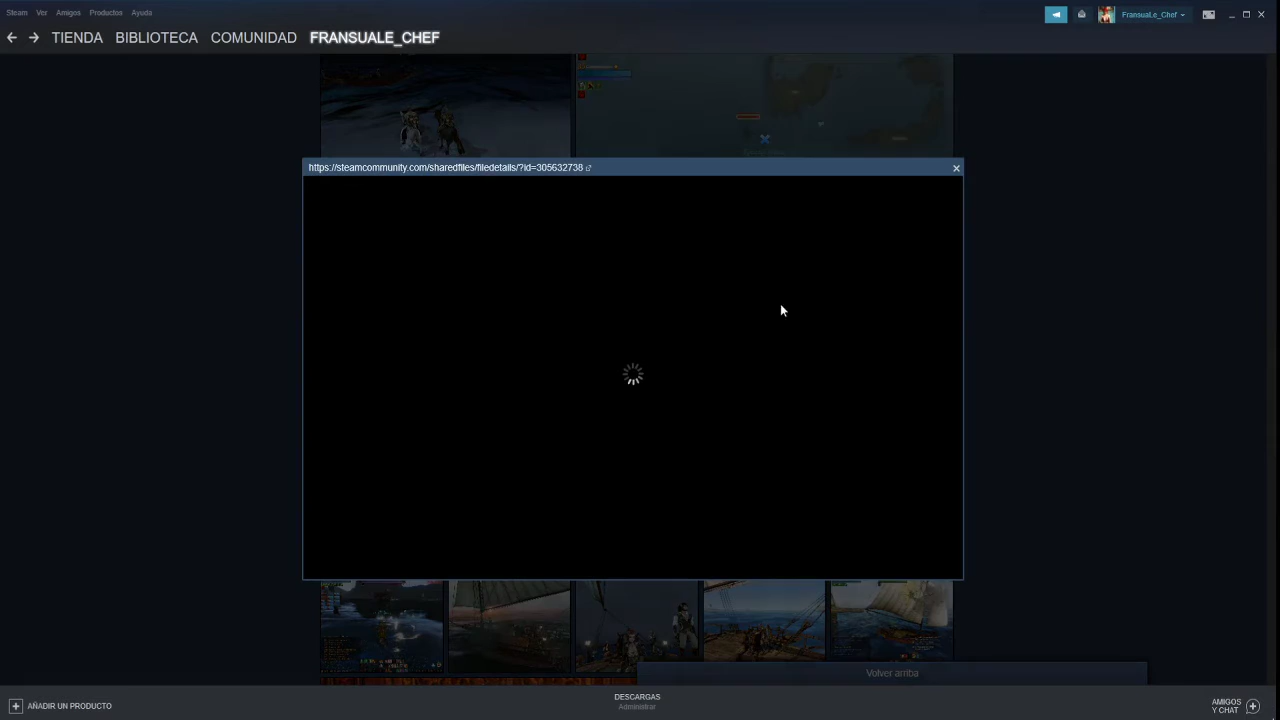 Steam Ver Amigos Productos Ayuda
FransuaLe_Chef
TIENDA BIBLIOTECA COMUNIDAD FRANSUALE_CHEF
https://steamcommunity.com/sharedfiles/filedetails/?id=305632738
Volver arriba
AÑADIR UN PRODUCTO
DESCARGAS
Administrar
AMIGOS
Y CHAT